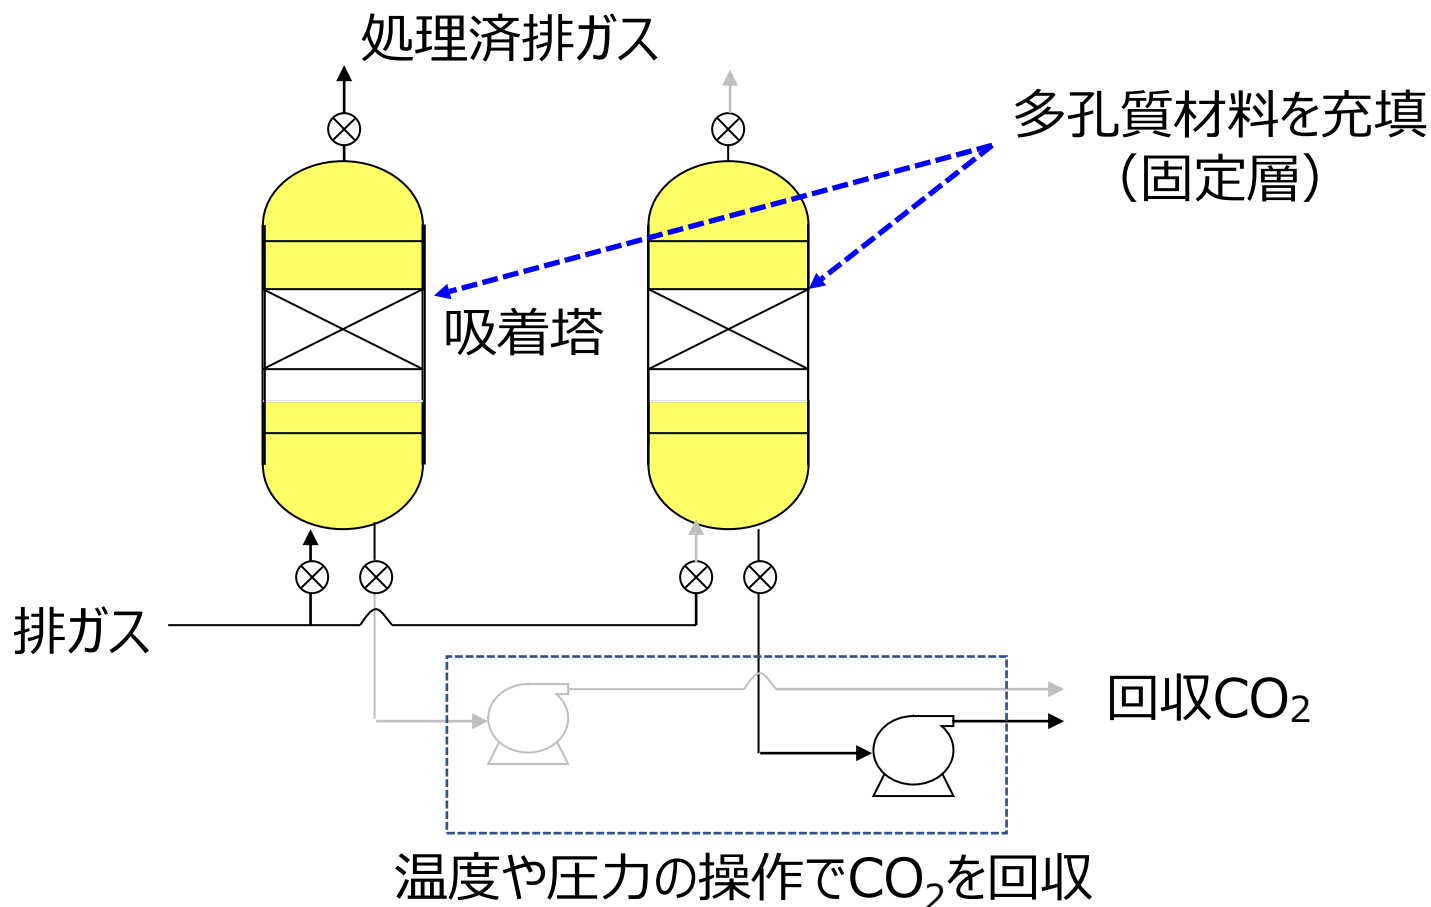 処理済排ガス
多孔質材料を充填
（固定層）
吸着塔
排ガス
回収CO₂
温度や圧力の操作でCO₂を回収